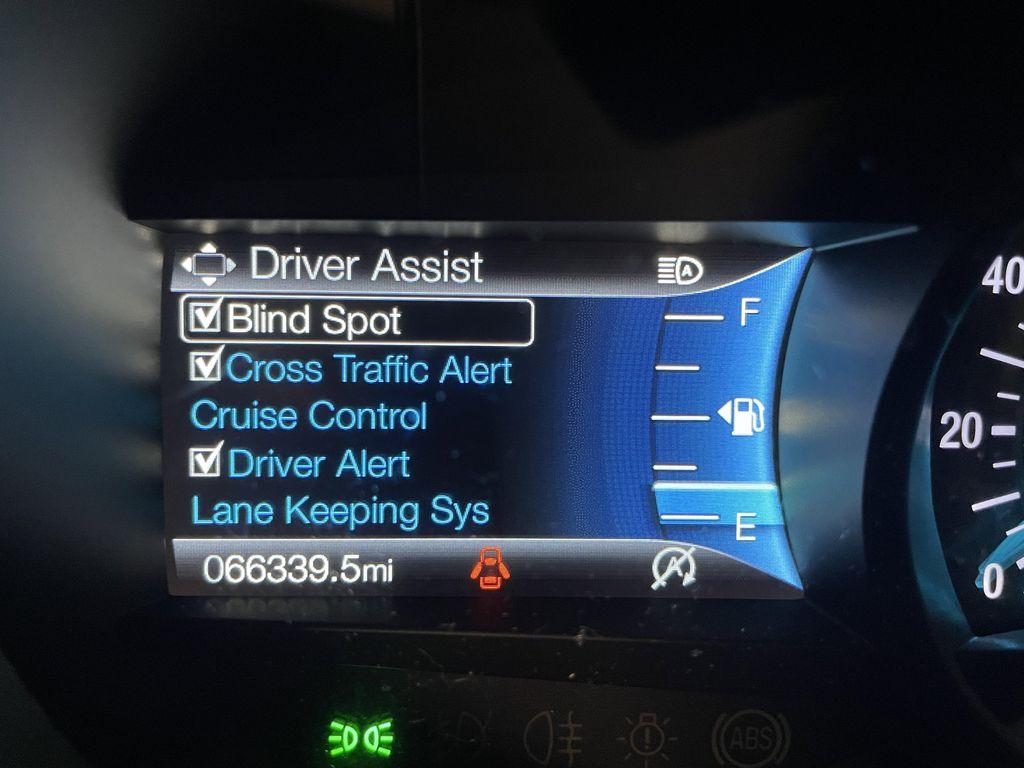 Driver Assist
Blind Spot
Cross Traffic Alert
Cruise Control
Driver Alert
Lane Keeping Sys
066339.5mi
A
F
E
40
20
0
ABS